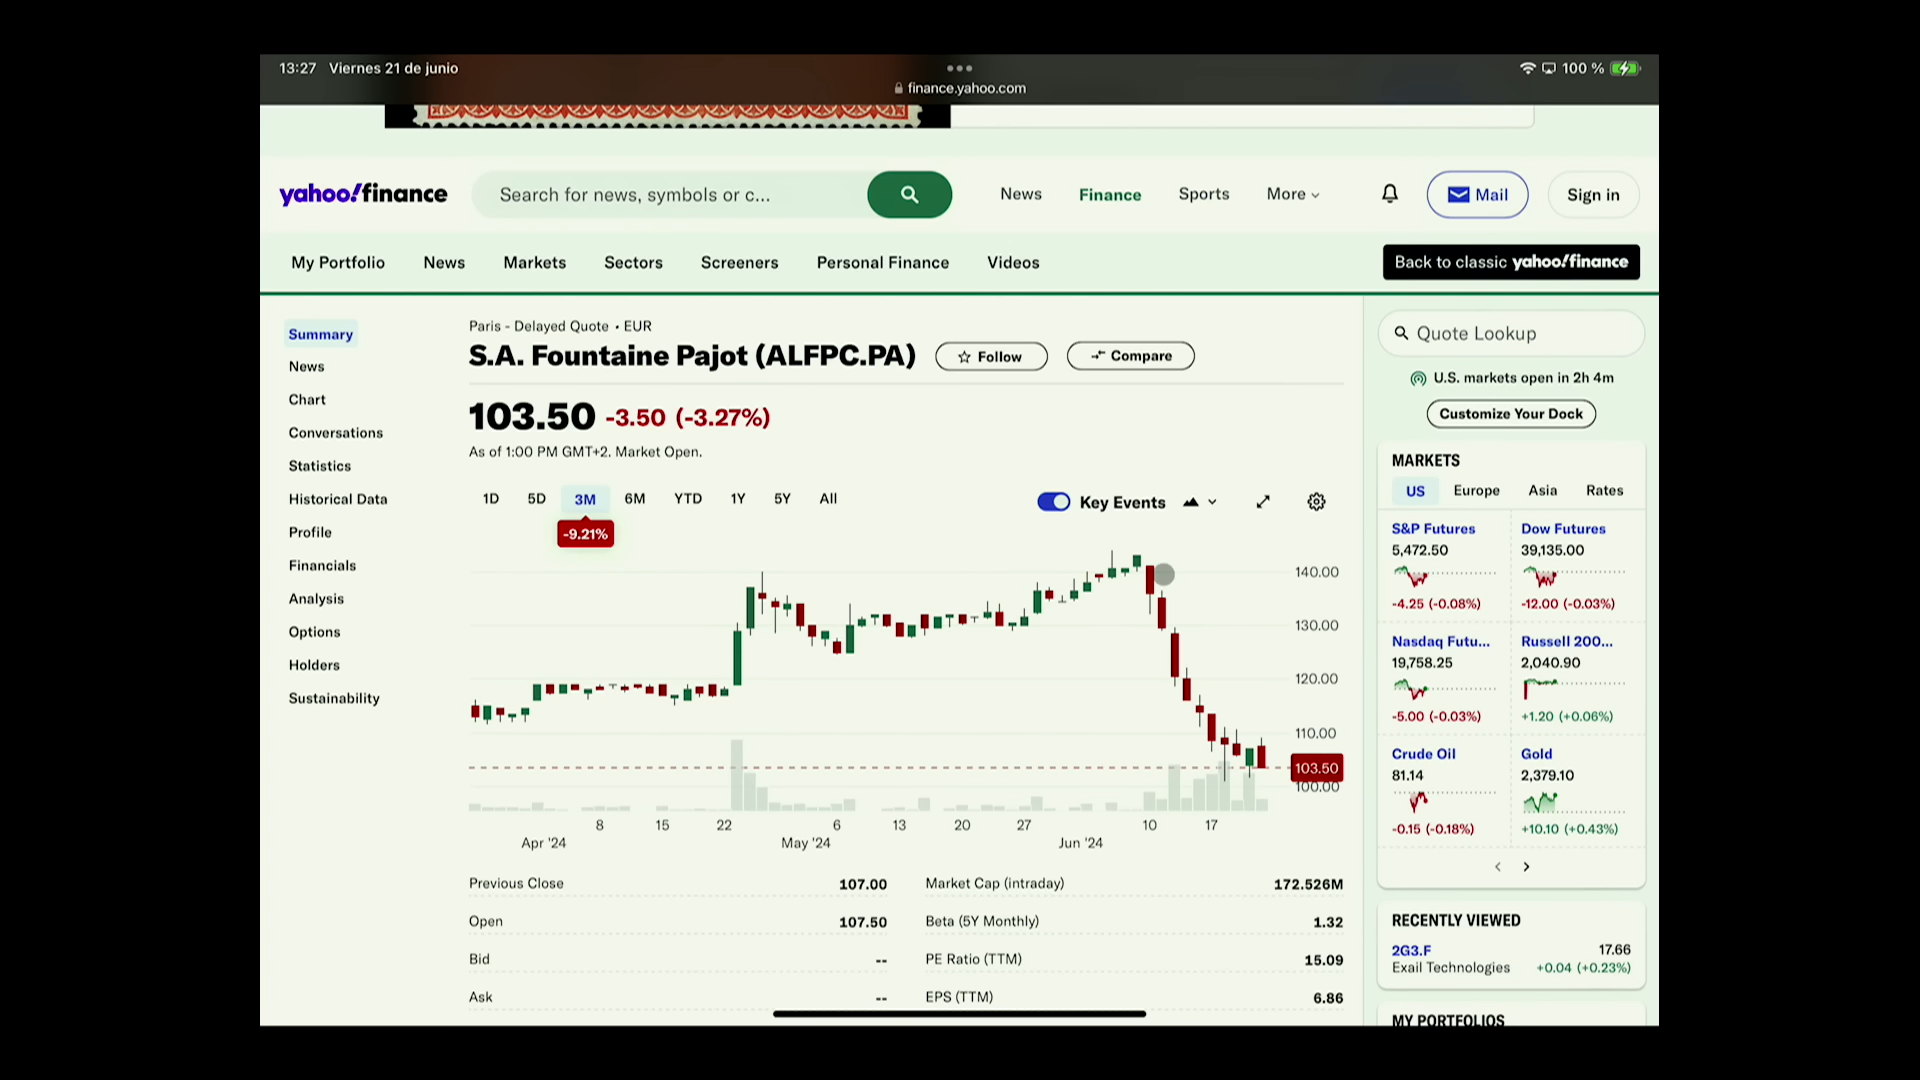 13:27 Viernes 21 de junio
100 %
finance.yahoo.com
yahoo!finance
Search for news, symbols or c...
News Finance Sports More
Mail
Sign in
My Portfolio News Markets Sectors Screeners Personal Finance Videos
Back to classic yahoo!finance
Summary
News
Chart
Conversations
Statistics
Historical Data
Profile
Financials
Analysis
Options
Holders
Sustainability
Paris - Delayed Quote • EUR
S.A. Fountaine Pajot (ALFPC.PA)
Follow
Compare
103.50 -3.50 (-3.27%)
As of 1:00 PM GMT+2. Market Open.
1D 5D 3M 6M YTD 1Y 5Y All
-9.21%
Key Events
140.00
130.00
120.00
110.00
103.50
100.00
8 15 22 6 13 20 27 10 17
Apr '24 May '24 Jun '24
Previous Close 107.00
Open 107.50
Bid --
Ask --
Market Cap (intraday) 172.526M
Beta (5Y Monthly) 1.32
PE Ratio (TTM) 15.09
EPS (TTM) 6.86
Quote Lookup
U.S. markets open in 2h 4m
Customize Your Dock
MARKETS
US Europe Asia Rates
S&P Futures
5,472.50
-4.25 (-0.08%)
Dow Futures
39,135.00
-12.00 (-0.03%)
Nasdaq Futu...
19,758.25
-5.00 (-0.03%)
Russell 200...
2,040.90
+1.20 (+0.06%)
Crude Oil
81.14
-0.15 (-0.18%)
Gold
2,379.10
+10.10 (+0.43%)
RECENTLY VIEWED
2G3.F 17.66
Exail Technologies +0.04 (+0.23%)
MY PORTFOLIOS